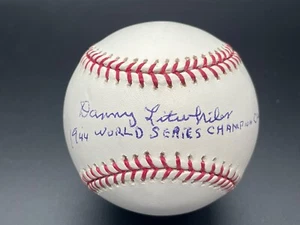 Danny Litwhiler
1944 WORLD SERIES CHAMPION